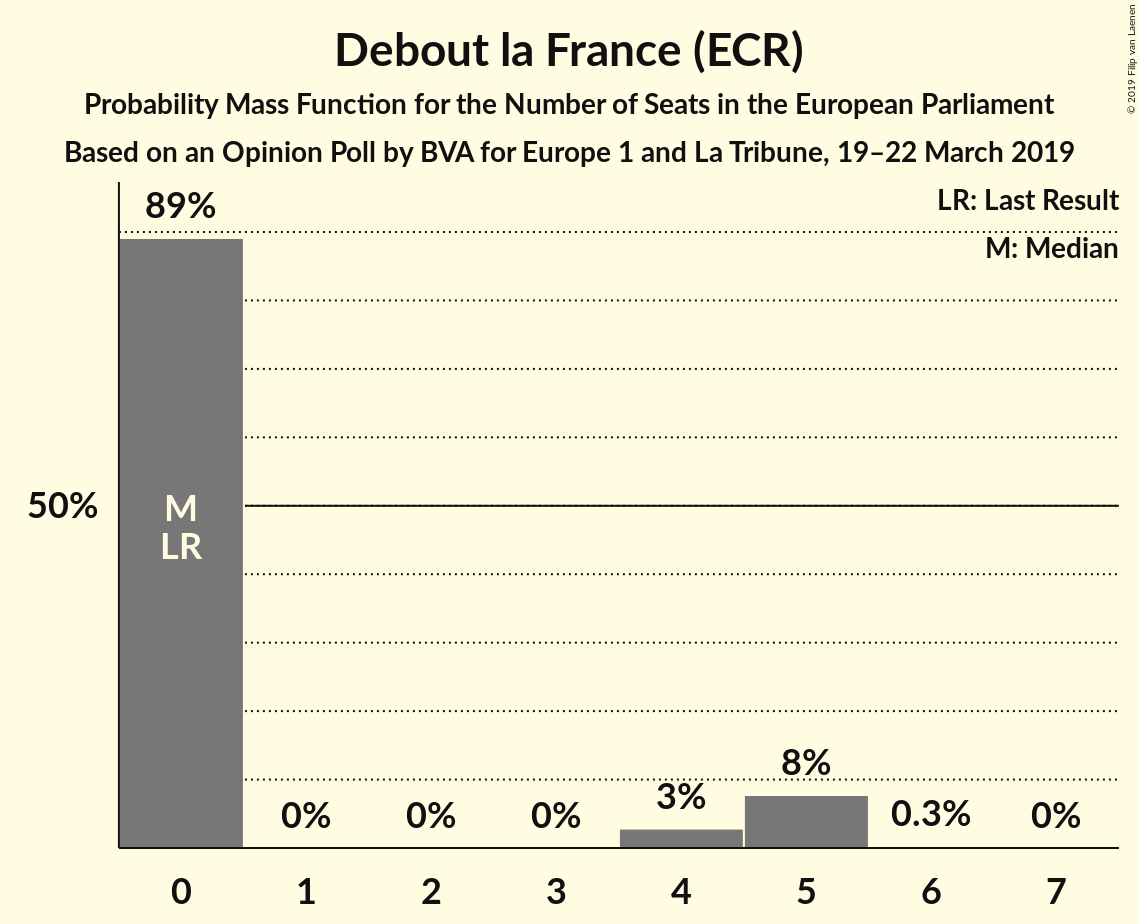 Debout la France (ECR)
Probability Mass Function for the Number of Seats in the European Parliament
Based on an Opinion Poll by BVA for Europe 1 and La Tribune, 19–22 March 2019
© 2019 Filip van Laenen
LR: Last Result
M: Median
89%
50%
M
LR
0%
0%
0%
3%
8%
0.3%
0%
0
1
2
3
4
5
6
7